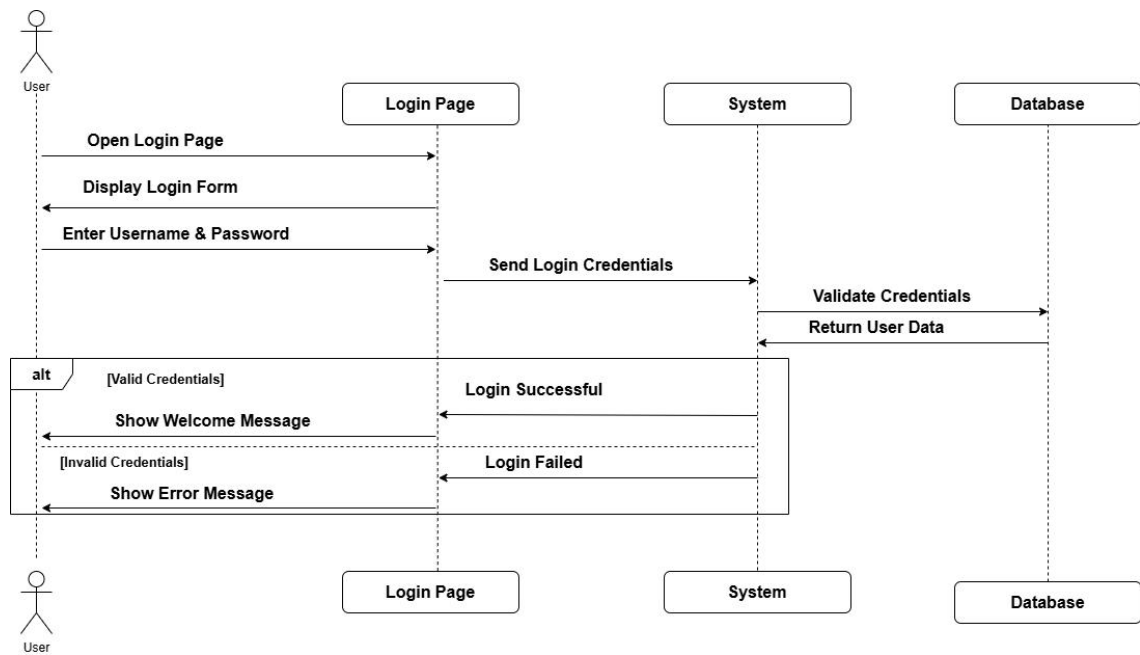 User
Login Page
System
Database
Open Login Page
Display Login Form
Enter Username & Password
Send Login Credentials
Validate Credentials
Return User Data
alt
[Valid Credentials]
Login Successful
Show Welcome Message
[Invalid Credentials]
Login Failed
Show Error Message
Login Page
System
Database
User